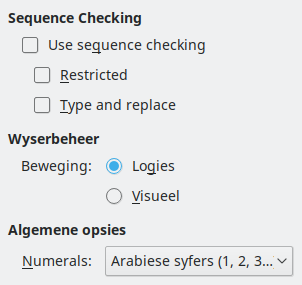 Sequence Checking
Use sequence checking
Restricted
Type and replace
Wyserbeheer
Beweging: Logies
Visueel
Algemene opsies
Numerals: Arabiese syfers (1, 2, 3...